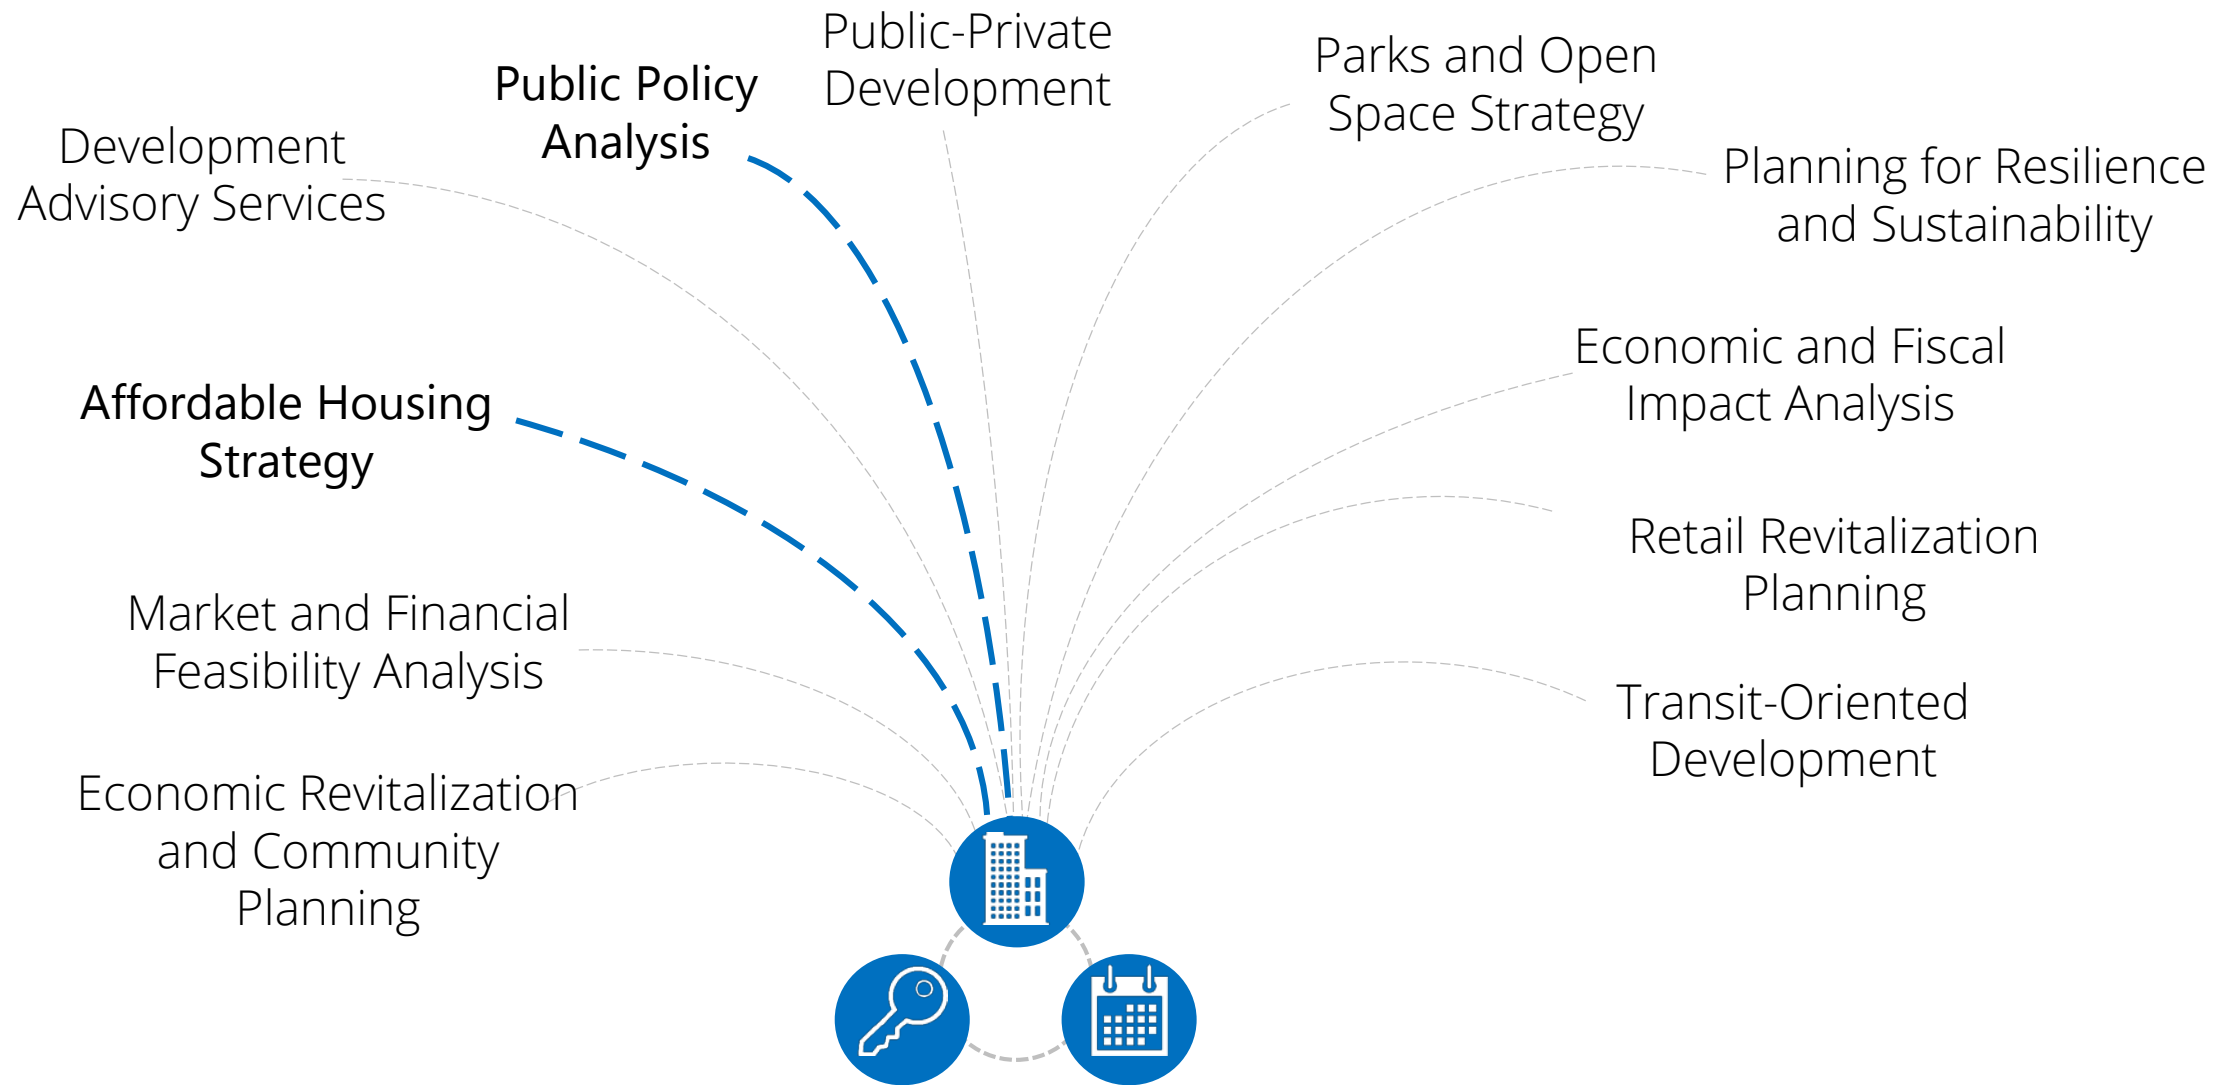 Public-Private
Development
Parks and Open
Space Strategy
Public Policy
Analysis
Development
Advisory Services
Planning for Resilience
and Sustainability
Economic and Fiscal
Impact Analysis
Affordable Housing
Strategy
Retail Revitalization
Planning
Market and Financial
Feasibility Analysis
Transit-Oriented
Development
Economic Revitalization
and Community
Planning